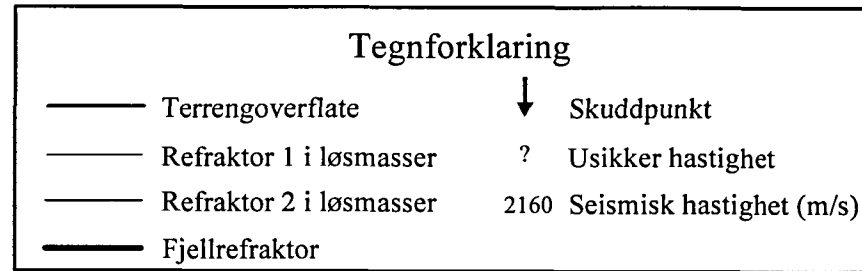 Tegnforklaring
Terrengoverflate
Refraktor 1 i løsmasser
Refraktor 2 i løsmasser
Fjellrefraktor
Skuddpunkt
? Usikker hastighet
2160 Seismisk hastighet (m/s)